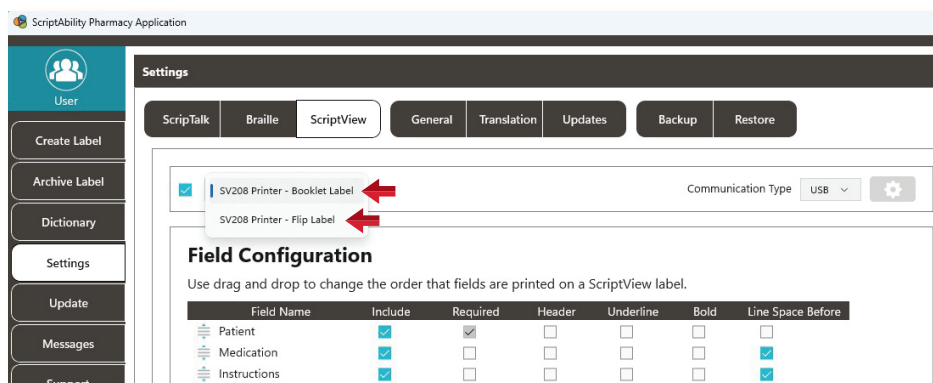 ScriptAbility Pharmacy Application
User
Create Label
Archive Label
Dictionary
Settings
Update
Messages
Support
Settings
ScripTalk Braille ScriptView General Translation Updates Backup Restore
SV208 Printer - Booklet Label
SV208 Printer - Flip Label
Communication Type USB
Field Configuration
Use drag and drop to change the order that fields are printed on a ScriptView label.
Field Name Include Required Header Underline Bold Line Space Before
Patient
Medication
Instructions